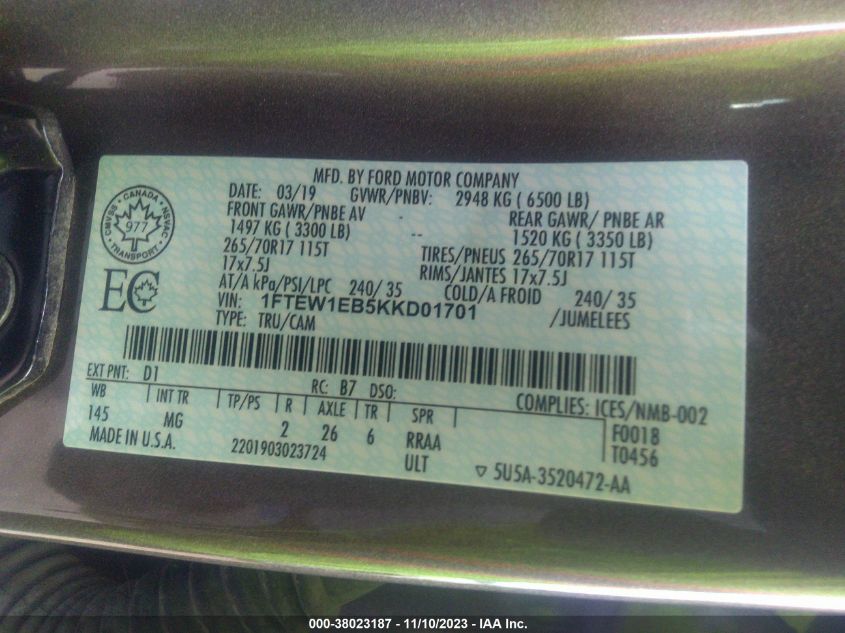 MFD. BY FORD MOTOR COMPANY
DATE: 03/19 GVWR/PNBV: 2948 KG ( 6500 LB)
FRONT GAWR/PNBE AV - REAR GAWR/ PNBE AR
1497 KG ( 3300 LB) -- 1520 KG ( 3350 LB)
265/70R17 115T TIRES/PNEUS 265/70R17 115T
17x7.5J RIMS/JANTES 17x7.5J
AT/A kPa/PSI/LPC 240/ 35 COLD/A FROID 240/ 35
VIN: 1FTEW1EB5KKD01701 /JUMELEES
TYPE: TRU/CAM
CMVSS CANADA NSVAC
977
TRANSPORT
EC
EXT PNT: D1 RC: B7 DSO: COMPLIES: ICES/NMB-002
WB INT TR TP/PS R AXLE TR SPR F0018
145 MG 2 26 6 RRAA T0456
MADE IN U.S.A. 2201903023724 ULT ▽ 5U5A-3520472-AA
000-38023187 - 11/10/2023 - IAA Inc.